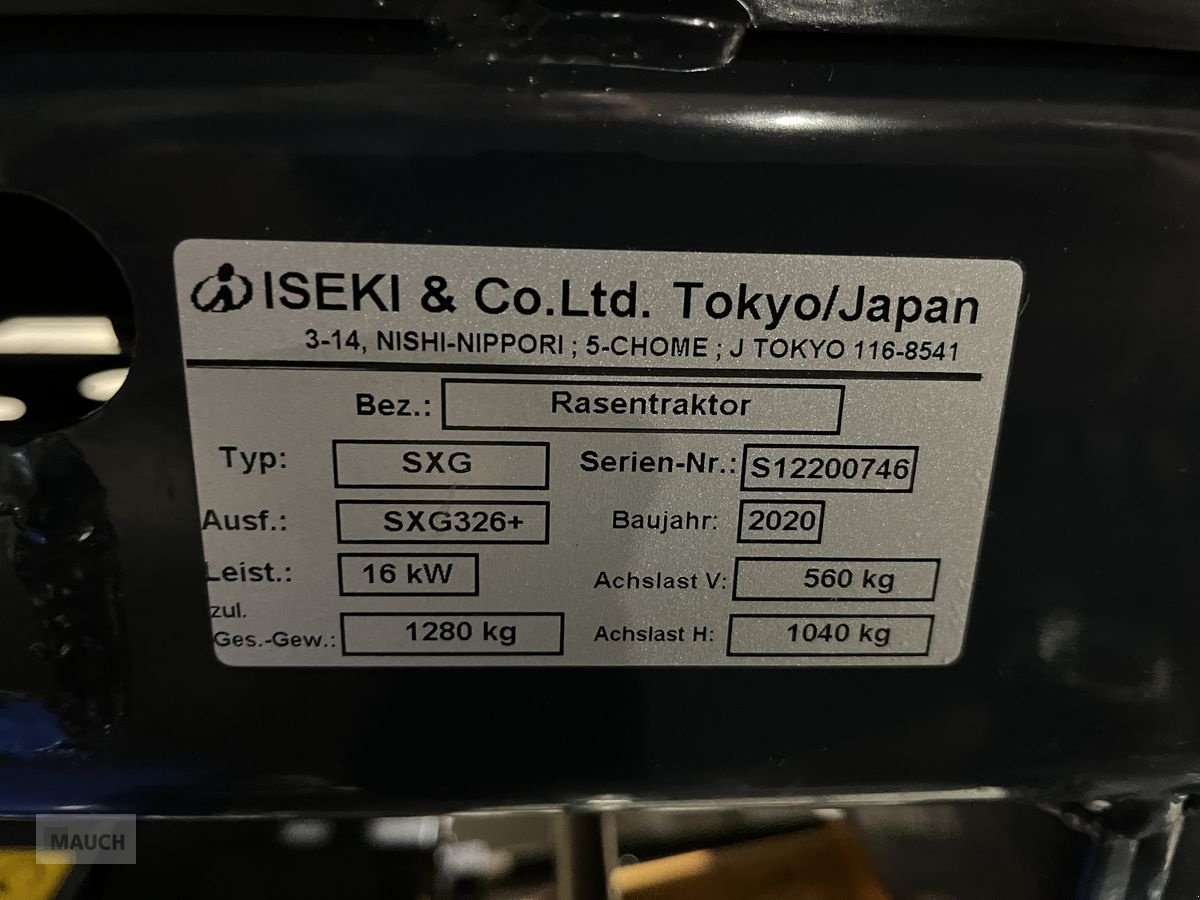 ISEKI & Co.Ltd. Tokyo/Japan
3-14, NISHI-NIPPORI ; 5-CHOME ; J TOKYO 116-8541
Bez.: Rasentraktor
Typ: SXG Serien-Nr.: S12200746
Ausf.: SXG326+ Baujahr: 2020
Leist.: 16 kW Achslast V: 560 kg
zul.
Ges.-Gew.: 1280 kg Achslast H: 1040 kg
MAUCH